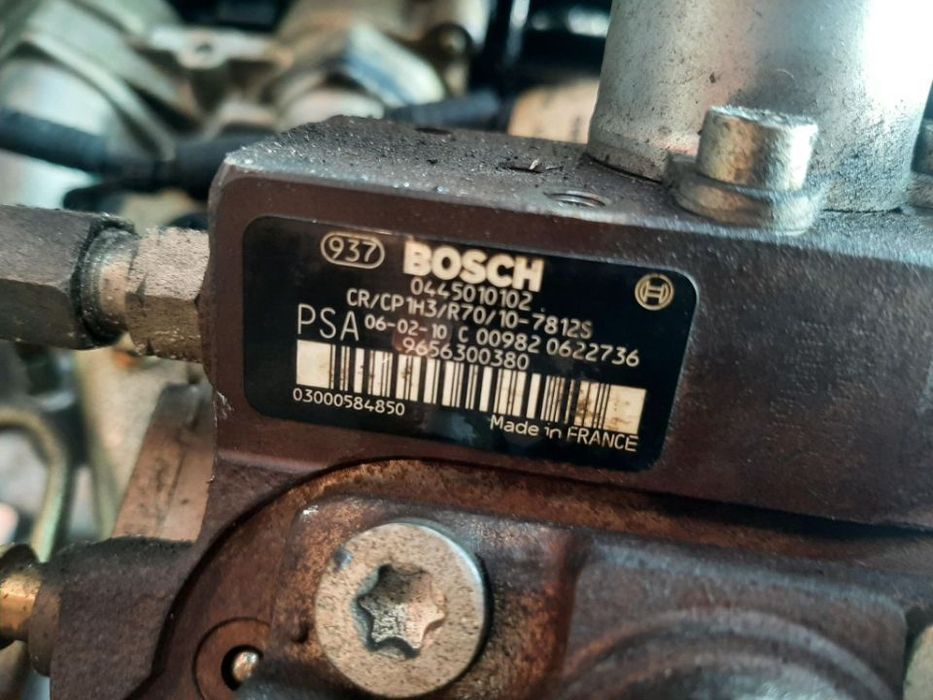 937 BOSCH
0445010102
CR/CP1H3/R70/10-7812S
PSA 06-02-10 C 00982 0622736
9656300380
03000584850
Made in FRANCE